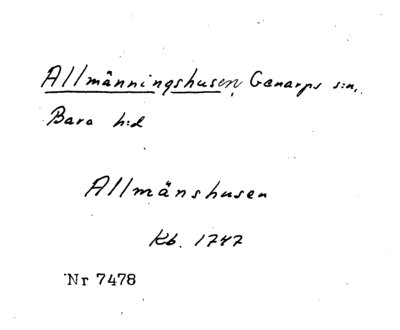 Allmänningshusen, Genarps s:n,
Bara h:d
Allmänshusen
Kb. 1747
Nr 7478